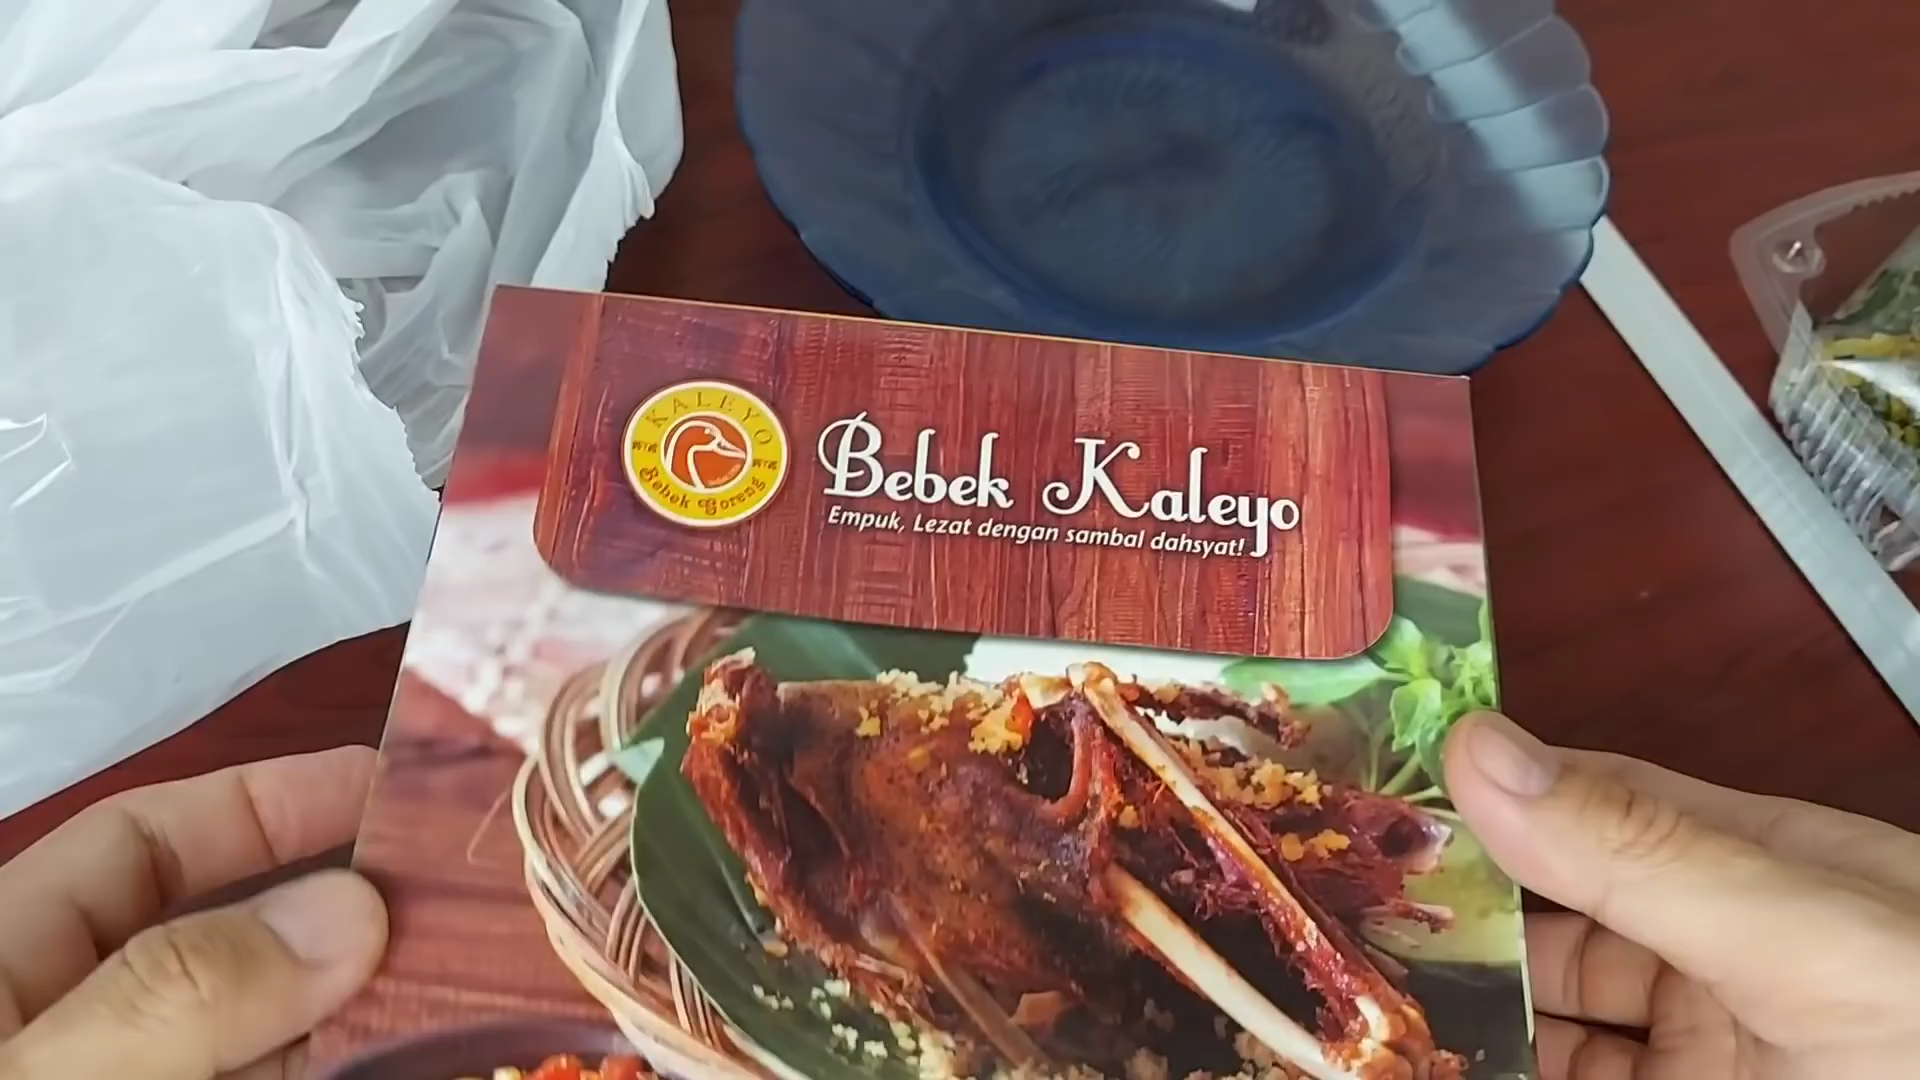 KALEYO
Bebek Goreng
Bebek Kaleyo
Empuk, Lezat dengan sambal dahsyat!